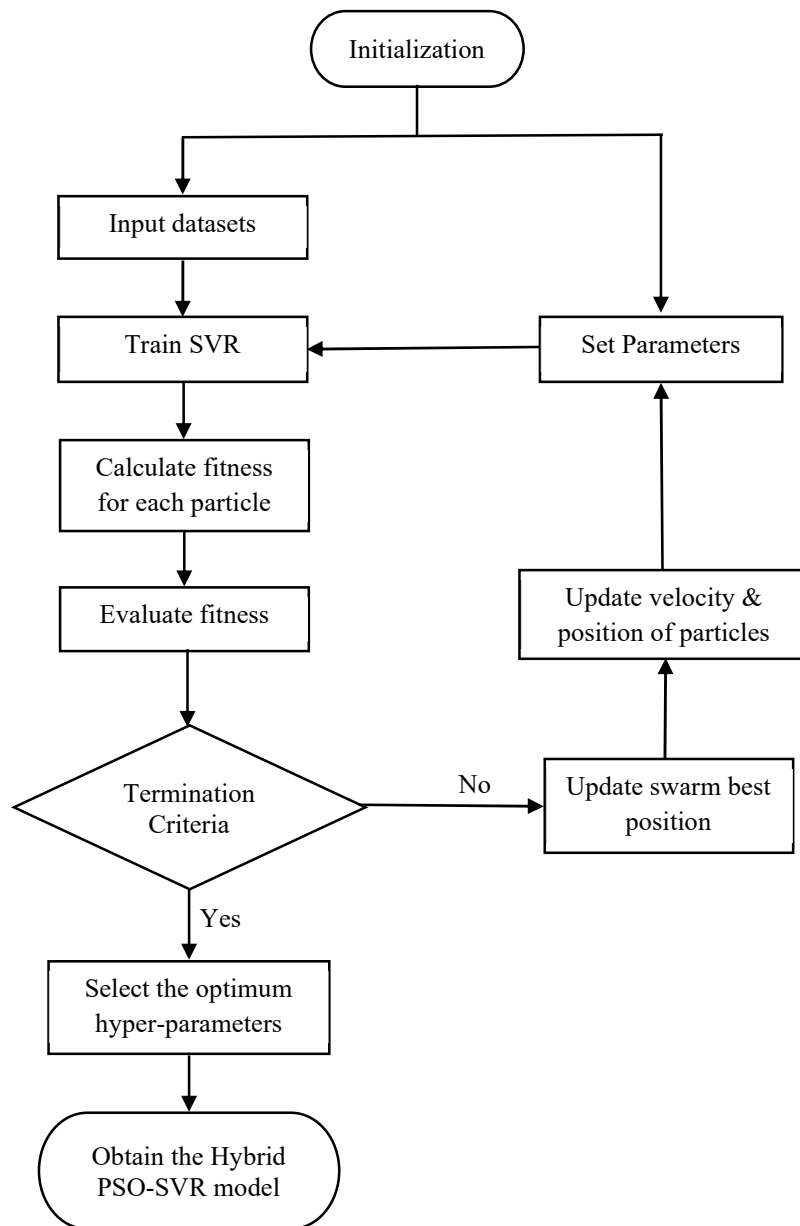 Initialization
Input datasets
Train SVR
Set Parameters
Calculate fitness
for each particle
Evaluate fitness
Update velocity &
position of particles
Termination
Criteria
No
Update swarm best
position
Yes
Select the optimum
hyper-parameters
Obtain the Hybrid
PSO-SVR model